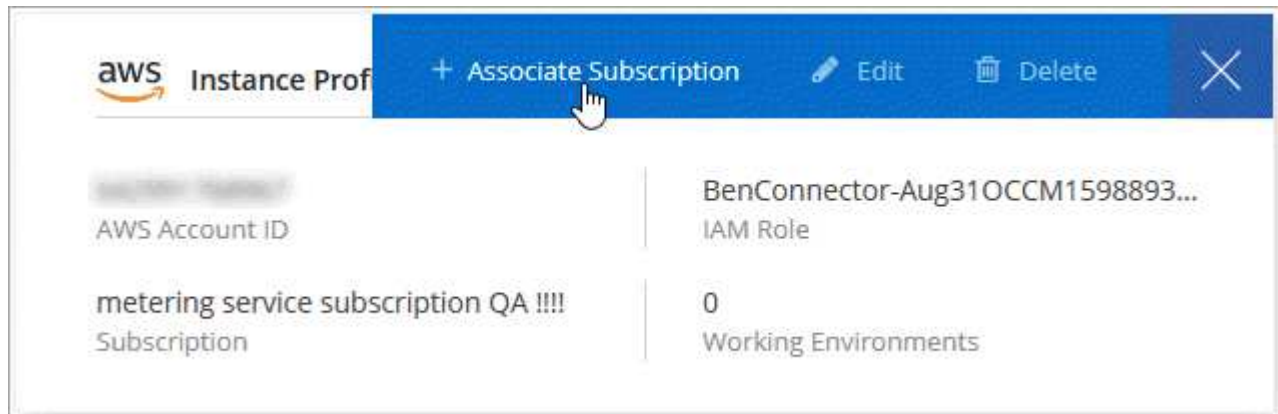 aws Instance Prof
+ Associate Subscription Edit Delete
AWS Account ID
BenConnector-Aug31OCCM1598893...
IAM Role
metering service subscription QA !!!!
Subscription
0
Working Environments